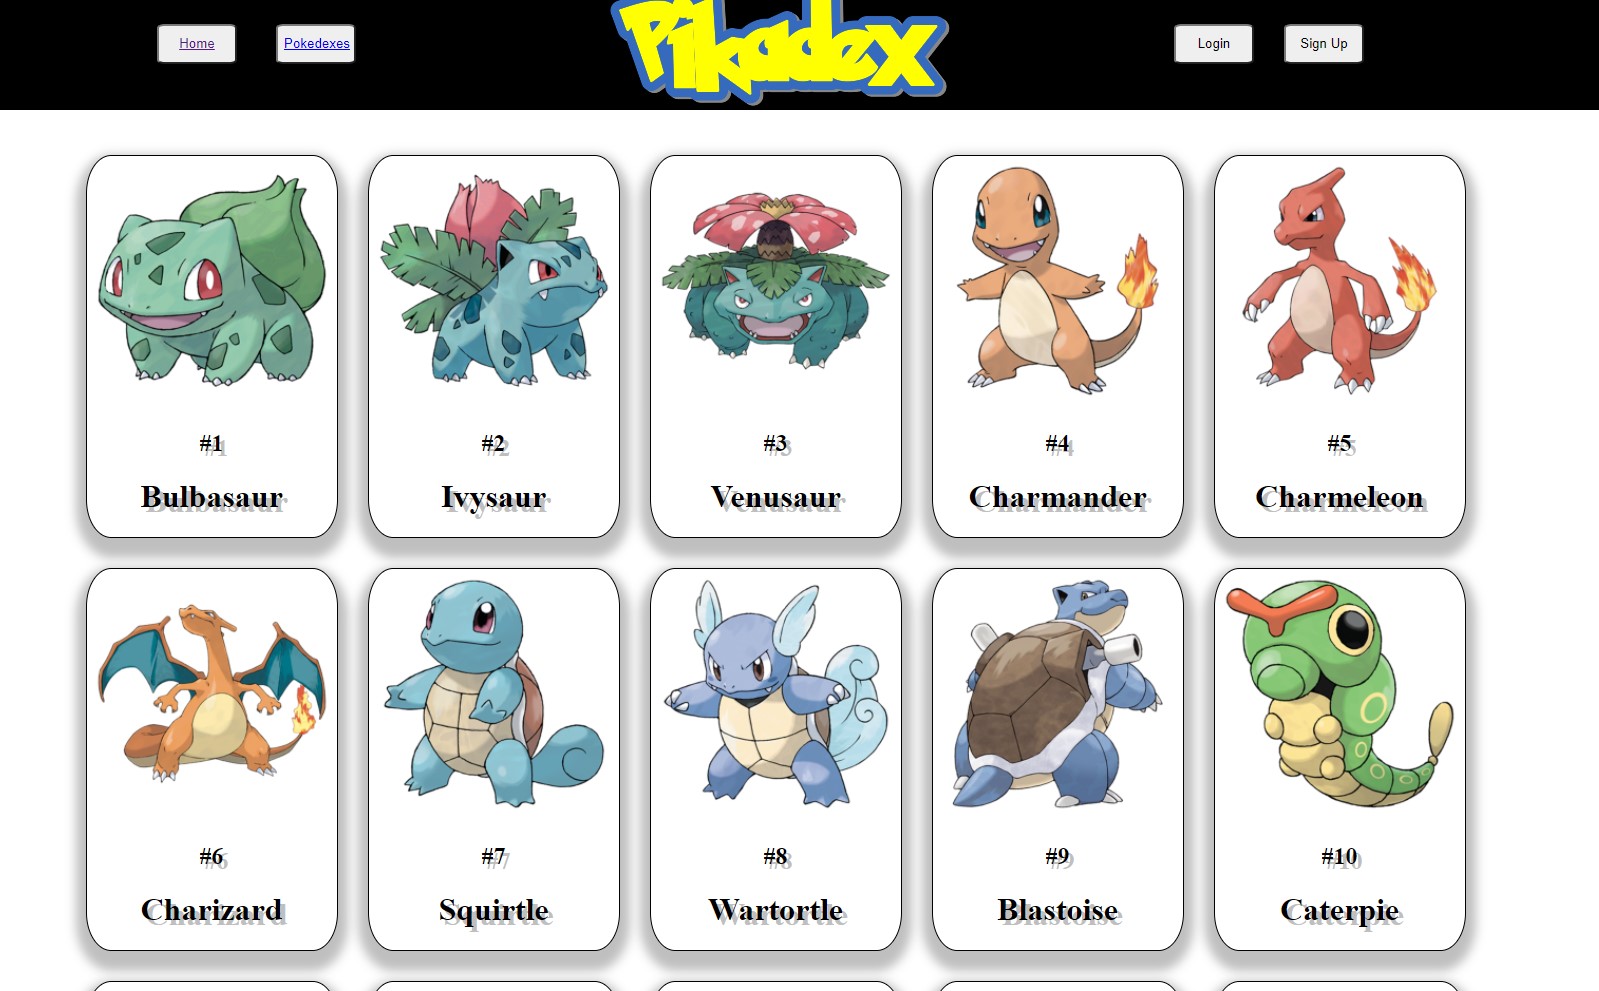 Home
Pokedexes
Pikadex
Login
Sign Up
#1
Bulbasaur
#2
Ivysaur
#3
Venusaur
#4
Charmander
#5
Charmeleon
#6
Charizard
#7
Squirtle
#8
Wartortle
#9
Blastoise
#10
Caterpie